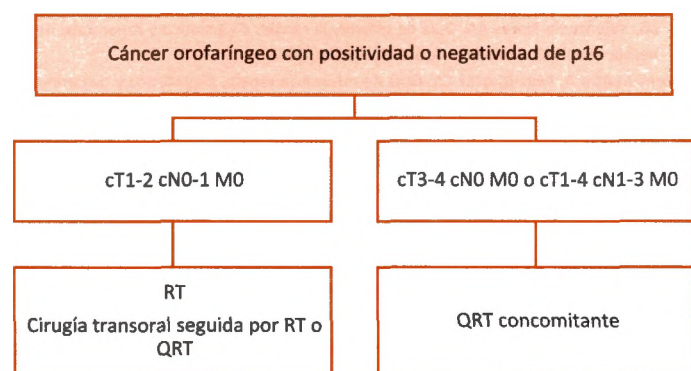 Cáncer orofaríngeo con positividad o negatividad de p16
cT1-2 cN0-1 M0
cT3-4 cN0 M0 o cT1-4 cN1-3 M0
RT
Cirugía transoral seguida por RT o
QRT
QRT concomitante